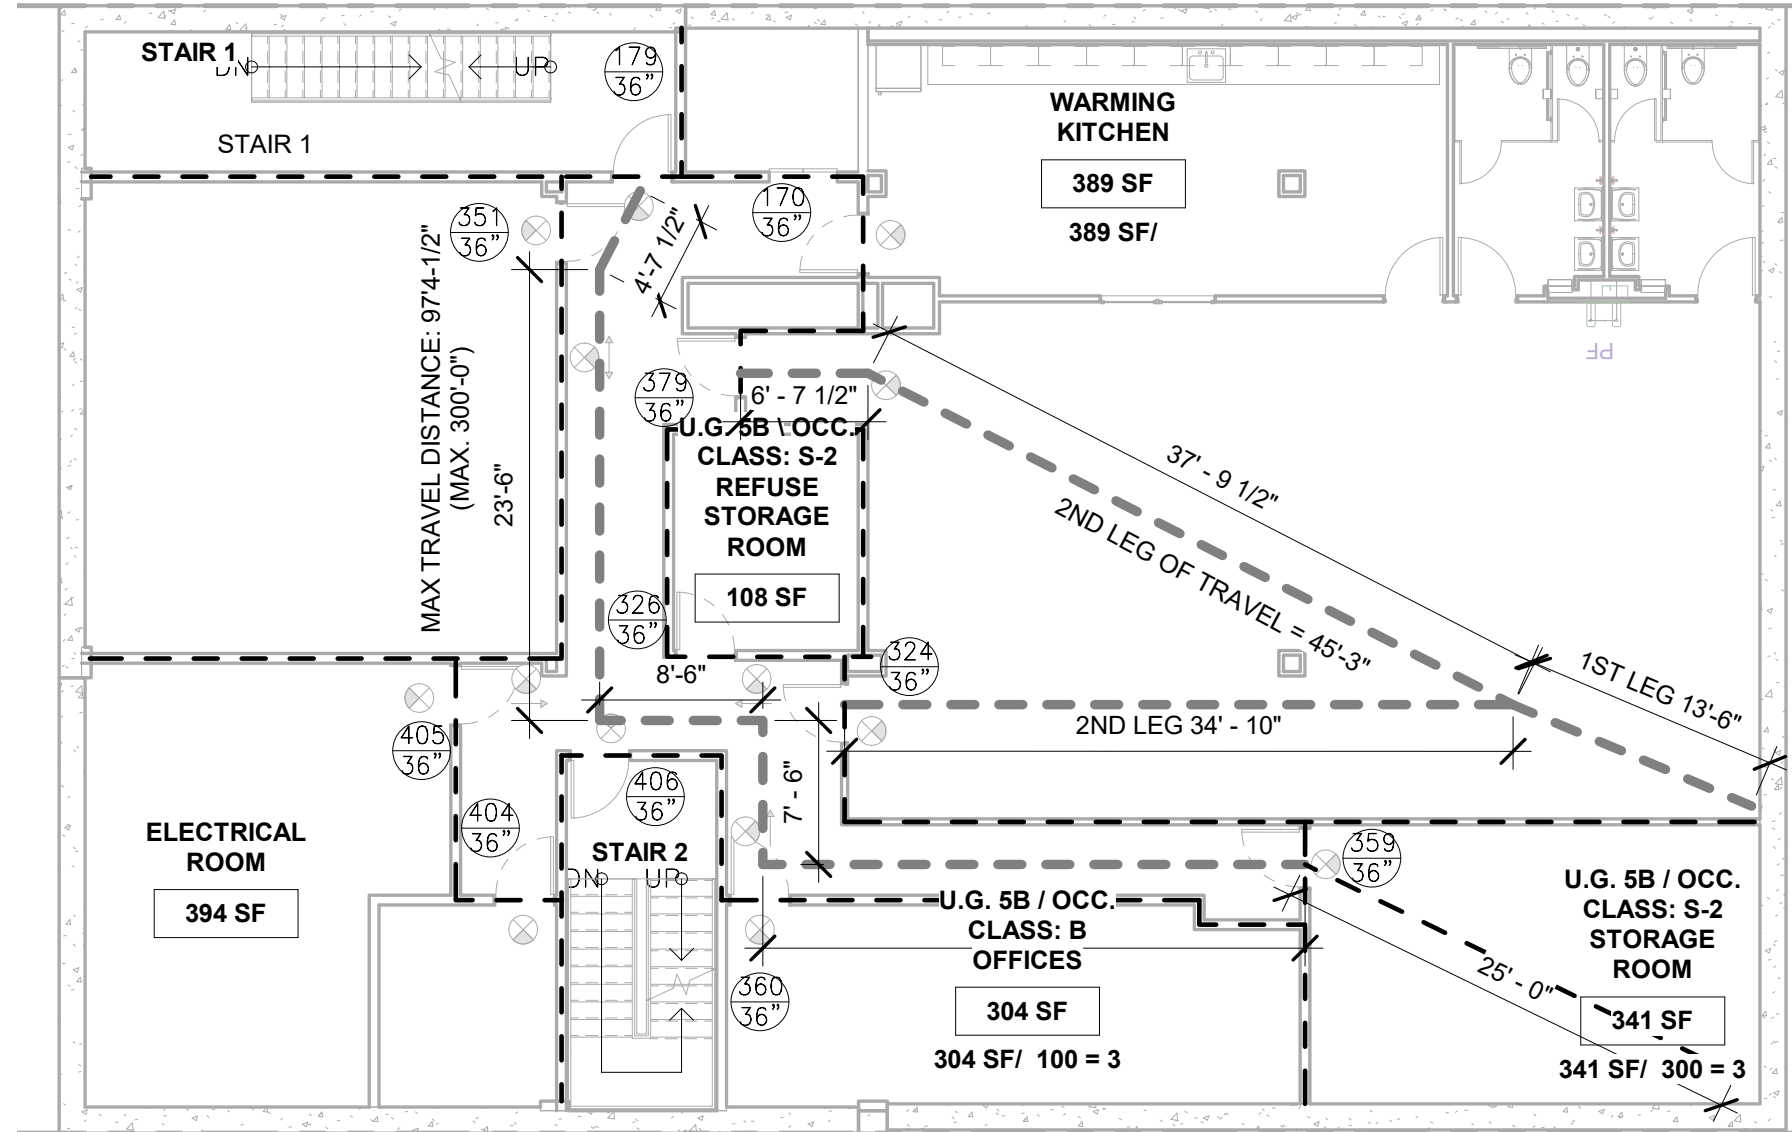 STAIR 1
DN
UP
STAIR 1
179
36"
WARMING
KITCHEN
389 SF
389 SF/
351
36"
170
36"
4'-7 1/2"
MAX TRAVEL DISTANCE: 97'4-1/2"
(MAX. 300'-0")
23'-6"
PF
379
36"
6' - 7 1/2"
U.G. 5B \ OCC.
CLASS: S-2
REFUSE
STORAGE
ROOM
108 SF
37' - 9 1/2"
2ND LEG OF TRAVEL = 45'-3"
1ST LEG 13'-6"
326
36"
324
36"
8'-6"
2ND LEG 34' - 10"
405
36"
406
36"
7' - 6"
404
36"
359
36"
ELECTRICAL
ROOM
394 SF
STAIR 2
DN
UP
U.G. 5B / OCC.
CLASS: B
OFFICES
304 SF
304 SF/ 100 = 3
360
36"
25' - 0"
U.G. 5B / OCC.
CLASS: S-2
STORAGE
ROOM
341 SF
341 SF/ 300 = 3